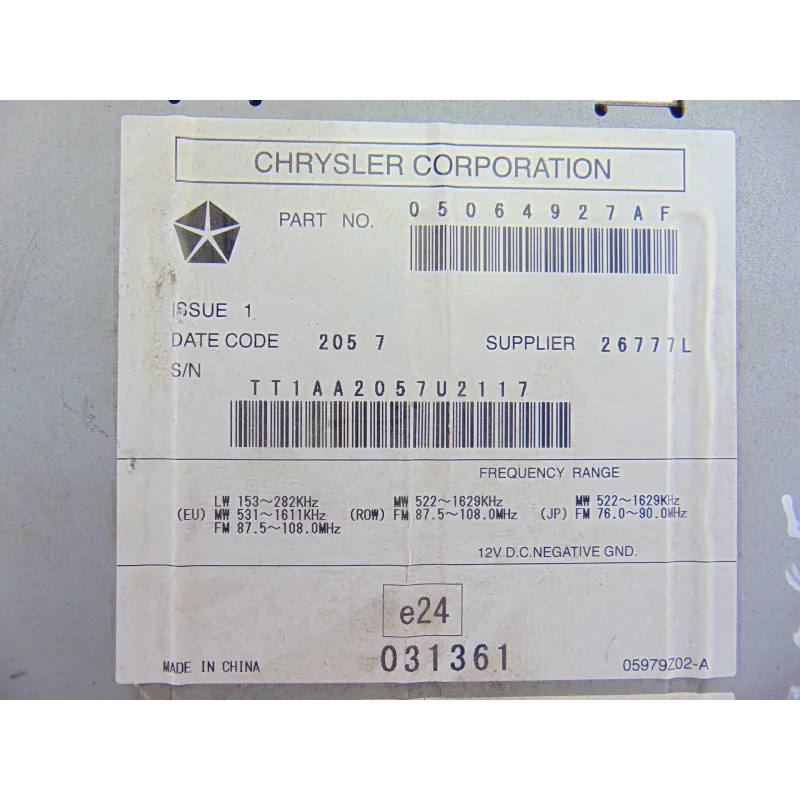 CHRYSLER CORPORATION
PART NO. 05064927AF
ISSUE 1
DATE CODE 205 7 SUPPLIER 26777L
S/N
TT1AA2057U2117
FREQUENCY RANGE
(EU) LW 153~282KHz
MW 531~1611KHz
FM 87.5~108.0MHz
(ROW) MW 522~1629KHz
FM 87.5~108.0MHz
(JP) MW 522~1629KHz
FM 76.0~90.0MHz
12V D.C.NEGATIVE GND.
e24
031361
MADE IN CHINA
05979Z02-A